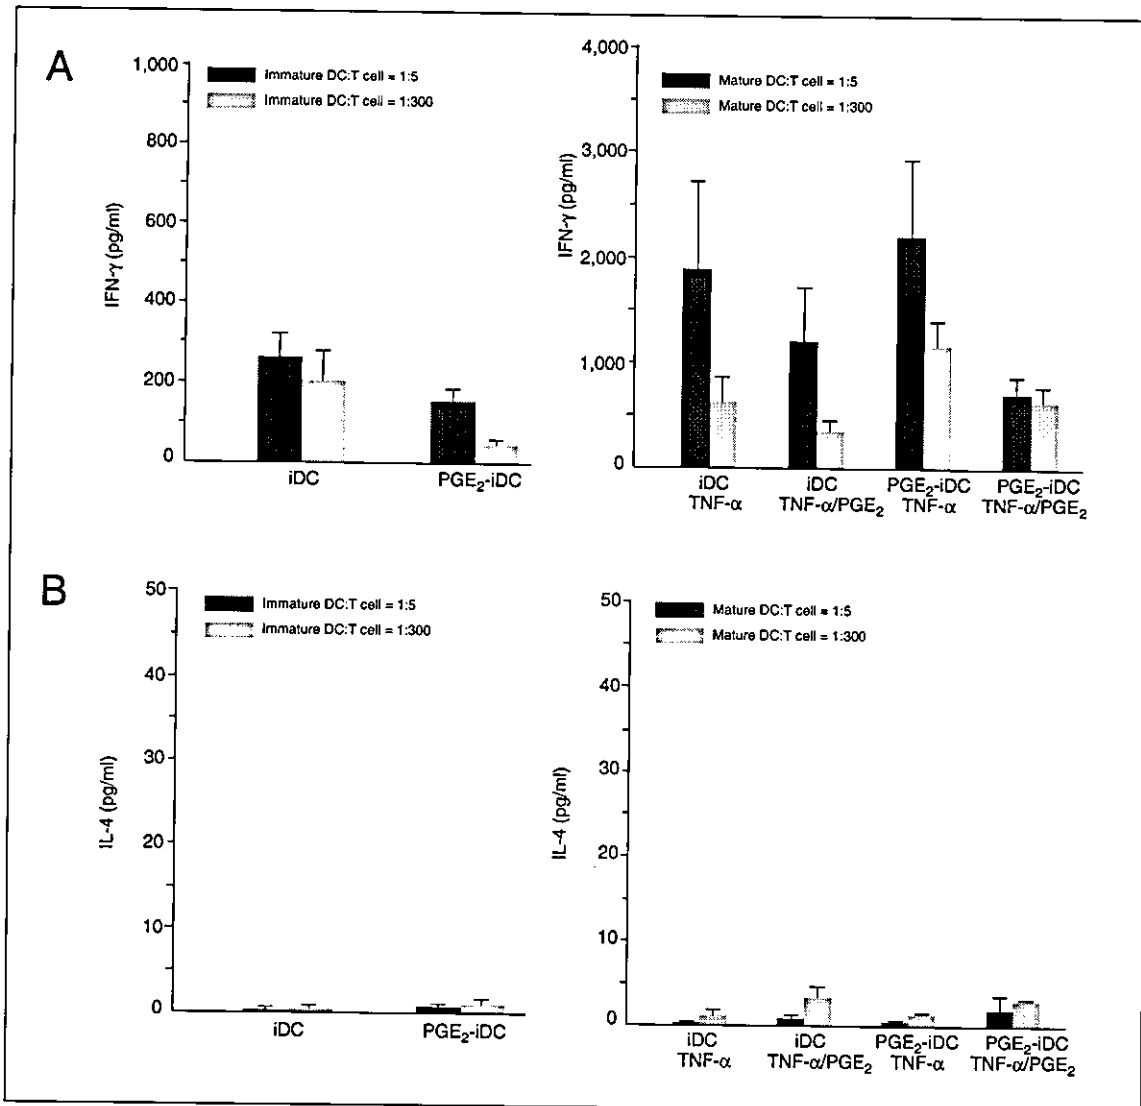 A
1,000
800
600
400
200
0
IFN-γ (pg/ml)
Immature DC:T cell = 1:5
Immature DC:T cell = 1:300
iDC
PGE₂-iDC
4,000
3,000
2,000
1,000
0
IFN-γ (pg/ml)
Mature DC:T cell = 1:5
Mature DC:T cell = 1:300
iDC
TNF-α
iDC
TNF-α/PGE₂
PGE₂-iDC
TNF-α
PGE₂-iDC
TNF-α/PGE₂
B
50
40
30
20
10
0
IL-4 (pg/ml)
Immature DC:T cell = 1:5
Immature DC:T cell = 1:300
iDC
PGE₂-iDC
50
40
30
20
10
0
IL-4 (pg/ml)
Mature DC:T cell = 1:5
Mature DC:T cell = 1:300
iDC
TNF-α
iDC
TNF-α/PGE₂
PGE₂-iDC
TNF-α
PGE₂-iDC
TNF-α/PGE₂